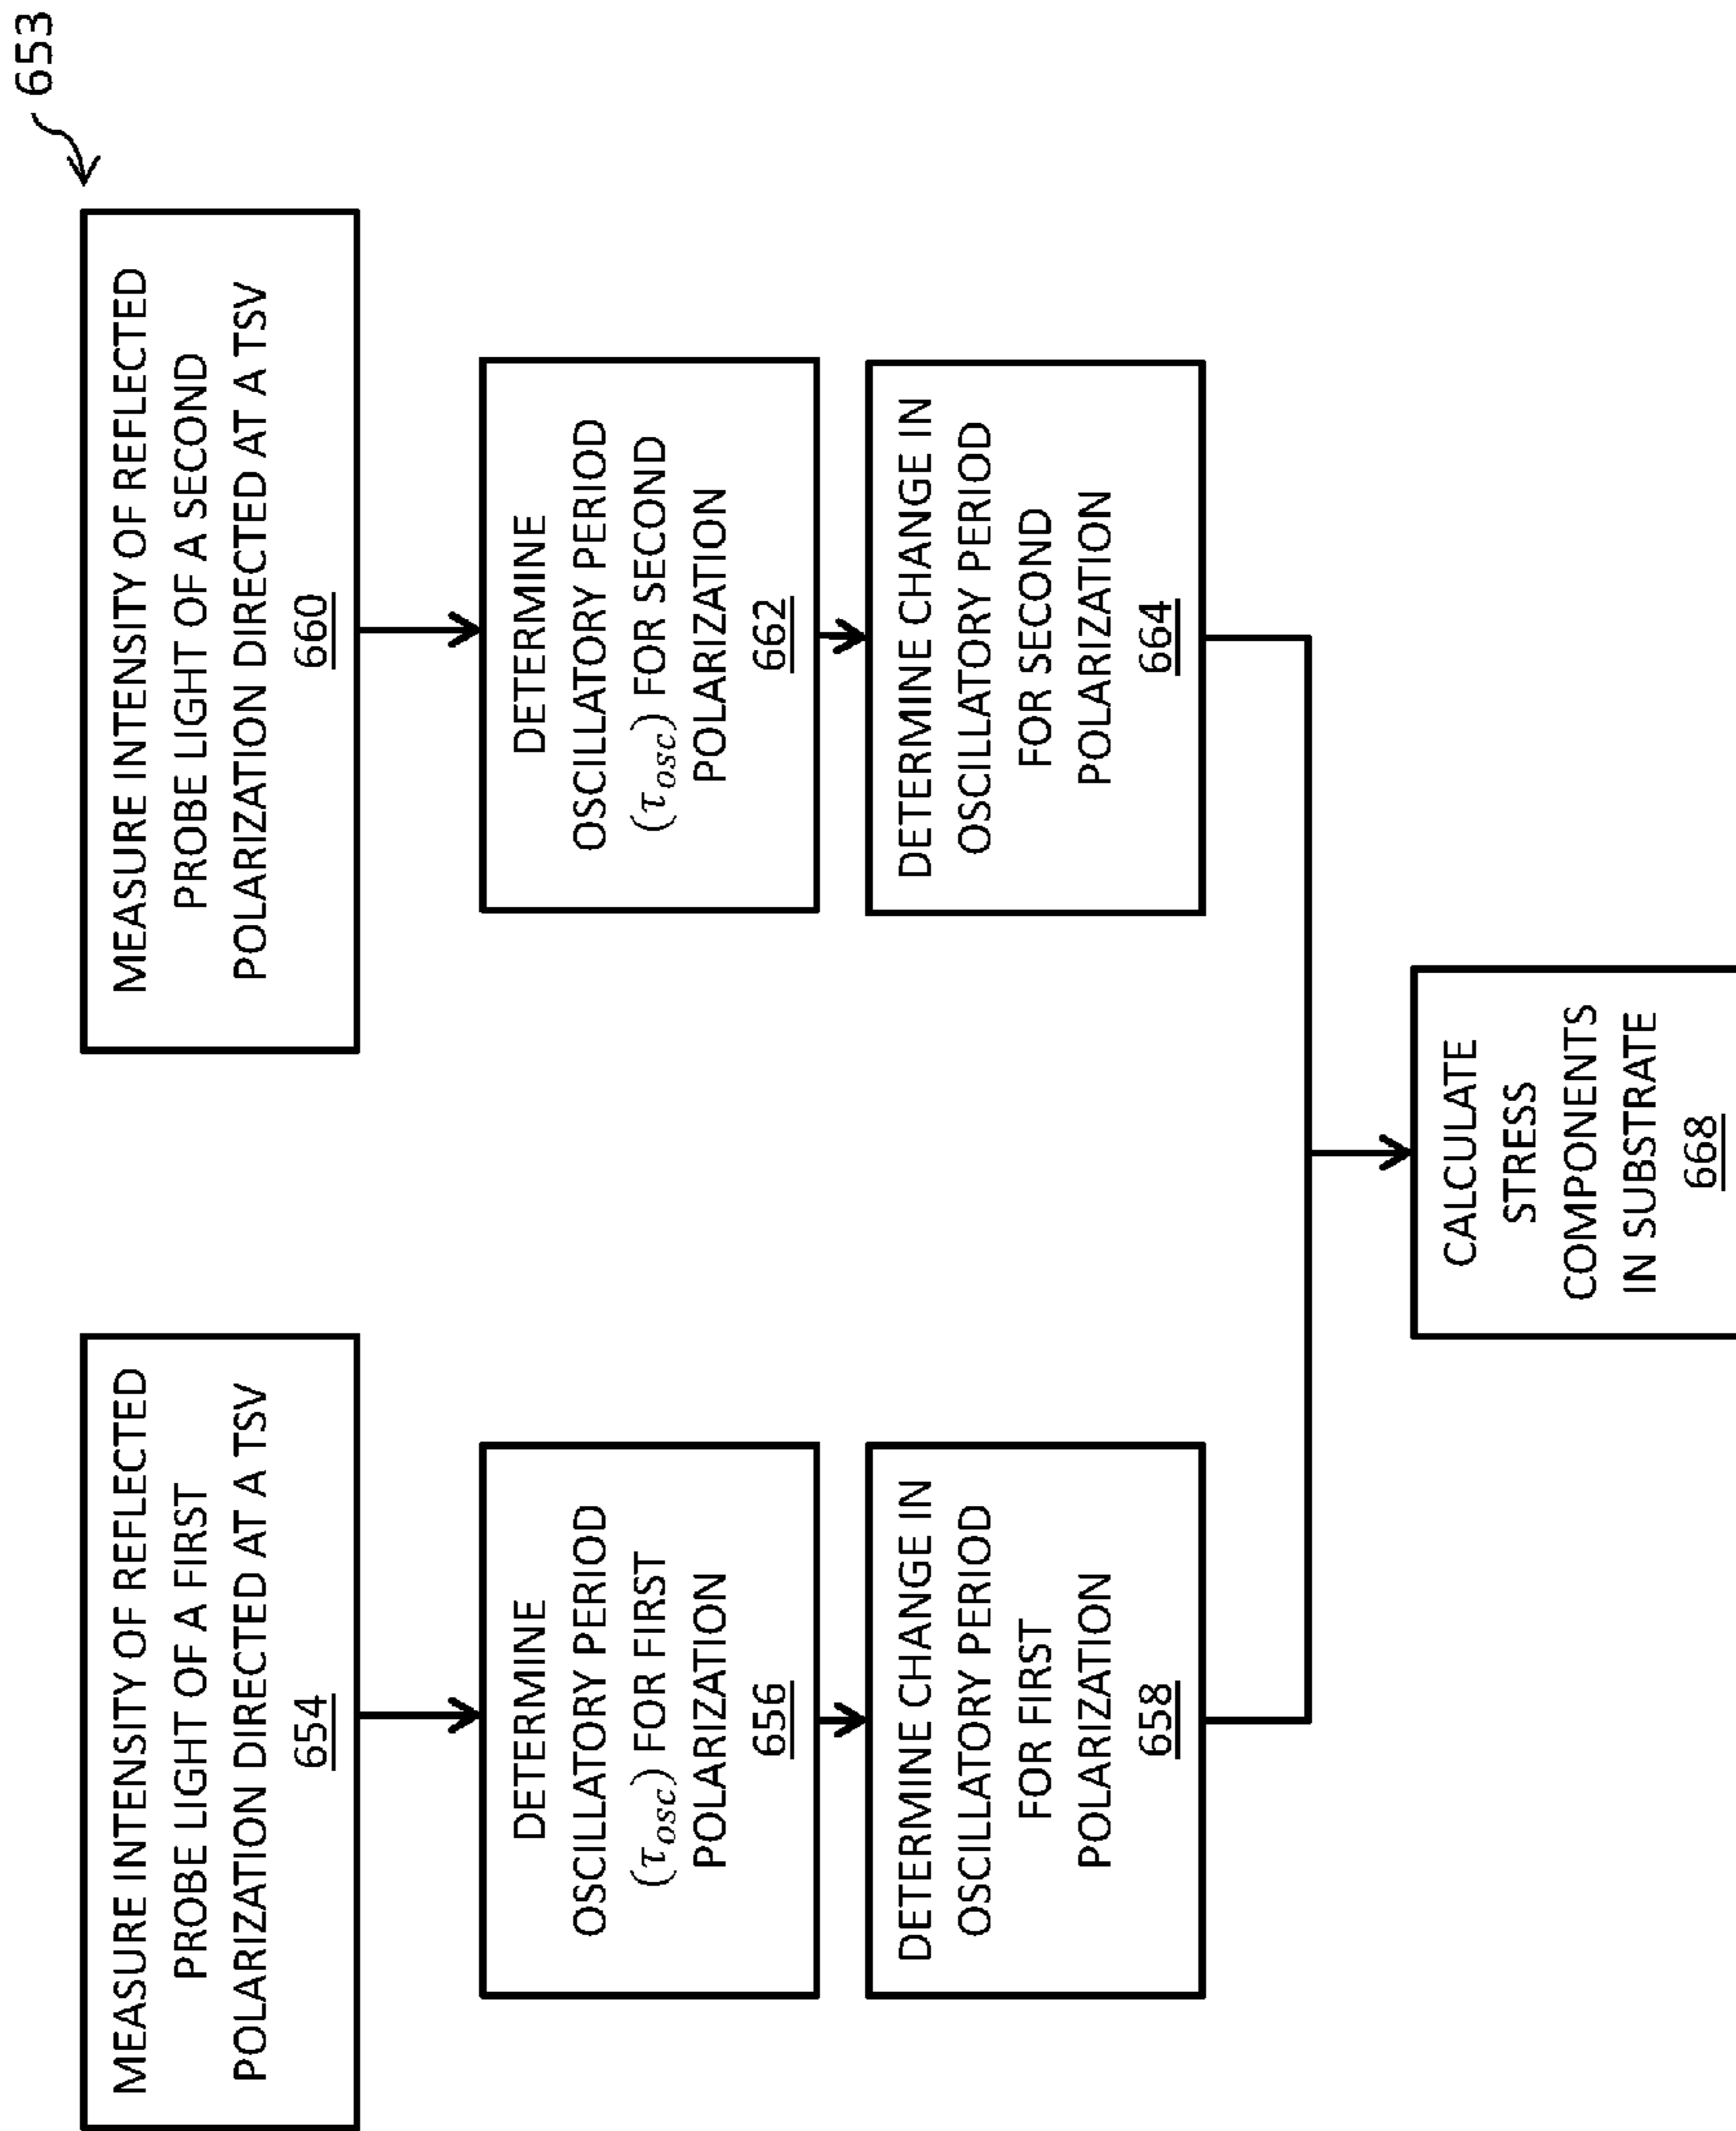 653
MEASURE INTENSITY OF REFLECTED
PROBE LIGHT OF A FIRST
POLARIZATION DIRECTED AT A TSV
654
DETERMINE
OSCILLATORY PERIOD
(τosc) FOR FIRST
POLARIZATION
656
DETERMINE CHANGE IN
OSCILLATORY PERIOD
FOR FIRST
POLARIZATION
658
MEASURE INTENSITY OF REFLECTED
PROBE LIGHT OF A SECOND
POLARIZATION DIRECTED AT A TSV
660
DETERMINE
OSCILLATORY PERIOD
(τosc) FOR SECOND
POLARIZATION
662
DETERMINE CHANGE IN
OSCILLATORY PERIOD
FOR SECOND
POLARIZATION
664
CALCULATE
STRESS
COMPONENTS
IN SUBSTRATE
668